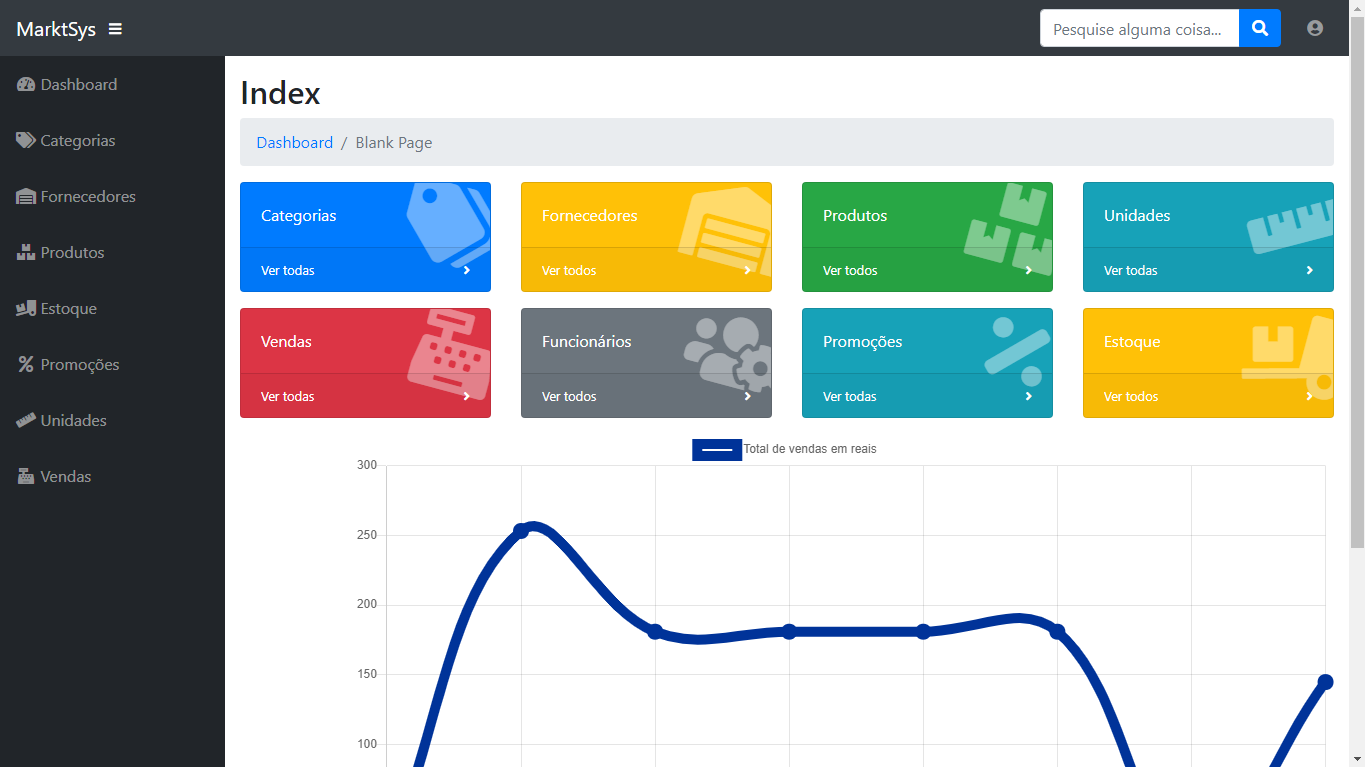 MarktSys
Pesquise alguma coisa...
Dashboard
Categorias
Fornecedores
Produtos
Estoque
Promoções
Unidades
Vendas
Index
Dashboard / Blank Page
Categorias
Ver todas
Fornecedores
Ver todos
Produtos
Ver todos
Unidades
Ver todas
Vendas
Ver todas
Funcionários
Ver todos
Promoções
Ver todas
Estoque
Ver todos
Total de vendas em reais
300
250
200
150
100